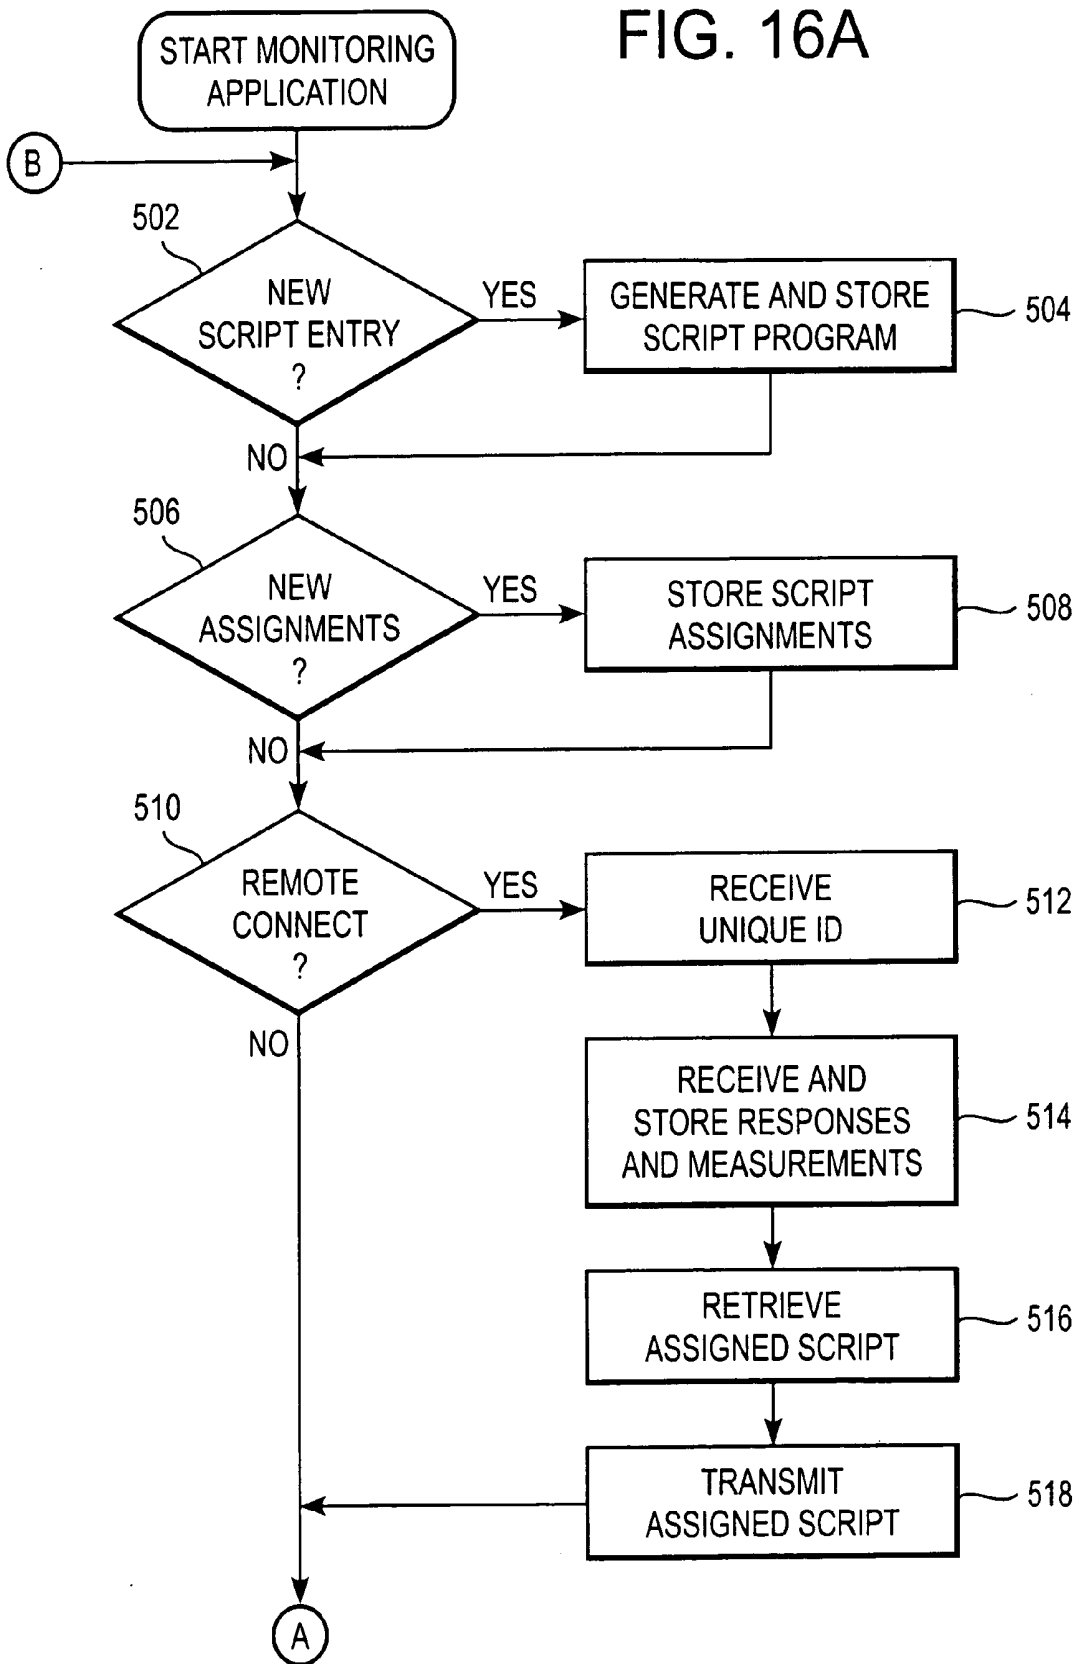 FIG. 16A
START MONITORING
APPLICATION
B
502
NEW
SCRIPT ENTRY
?
YES
GENERATE AND STORE
SCRIPT PROGRAM
504
NO
506
NEW
ASSIGNMENTS
?
YES
STORE SCRIPT
ASSIGNMENTS
508
NO
510
REMOTE
CONNECT
?
YES
RECEIVE
UNIQUE ID
512
NO
RECEIVE AND
STORE RESPONSES
AND MEASUREMENTS
514
RETRIEVE
ASSIGNED SCRIPT
516
TRANSMIT
ASSIGNED SCRIPT
518
A